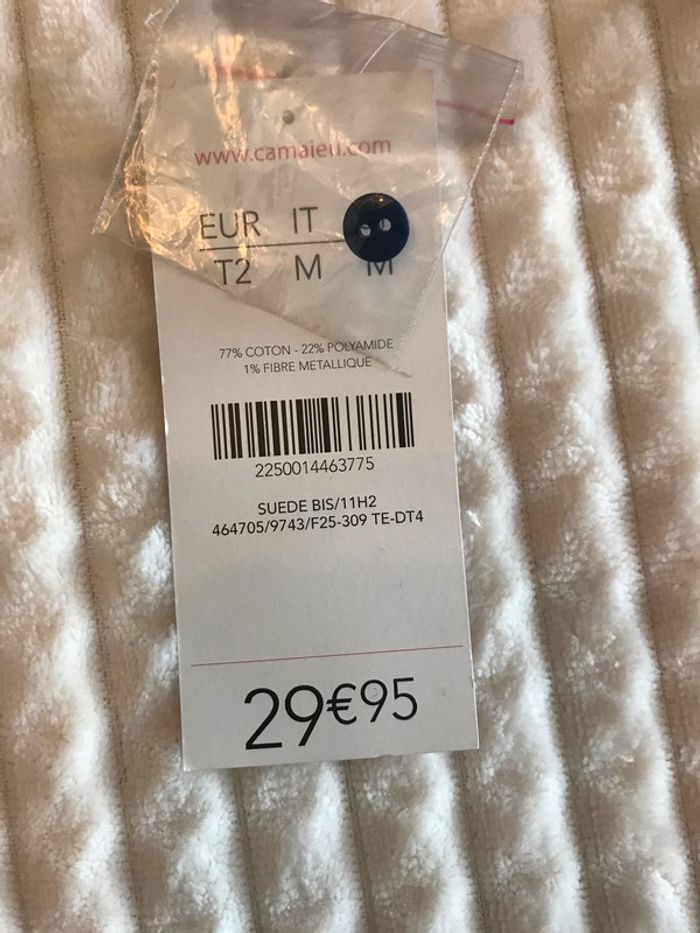 www.camaieu.com
EUR IT
T2 M M
77% COTON - 22% POLYAMIDE
1% FIBRE METALLIQUE
2250014463775
SUEDE BIS/11H2
464705/9743/F25-309 TE-DT4
29€95